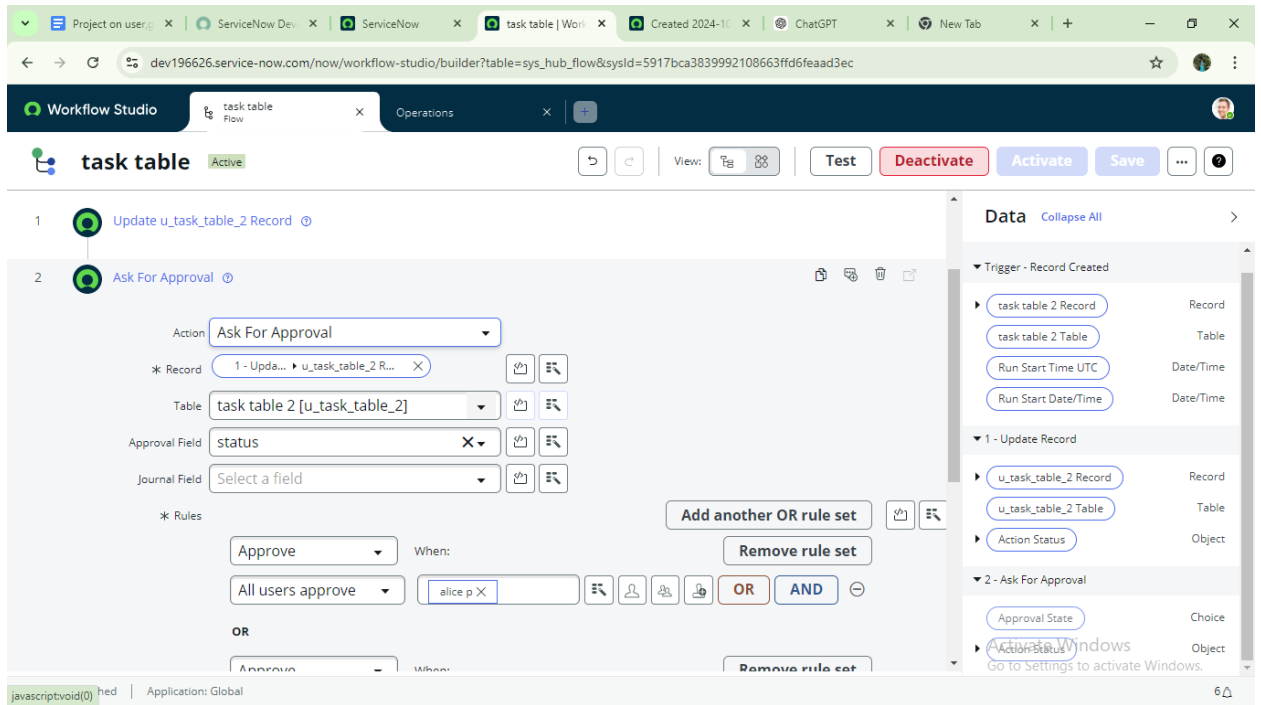 Project on user,g
ServiceNow Dev
ServiceNow
task table | Work
Created 2024-10
ChatGPT
New Tab
dev196626.service-now.com/now/workflow-studio/builder?table=sys_hub_flow&sysId=5917bca3839992108663ffd6feaad3ec
Workflow Studio
task table
Flow
Operations
task table
Active
View:
Test
Deactivate
Activate
Save
1
Update u_task_table_2 Record
2
Ask For Approval
Action
Ask For Approval
* Record
1 - Upda... ▸ u_task_table_2 R...
Table
task table 2 [u_task_table_2]
Approval Field
status
Journal Field
Select a field
* Rules
Add another OR rule set
Approve
When:
Remove rule set
All users approve
alice p
OR
AND
OR
Approve
When:
Remove rule set
Data
Collapse All
Trigger - Record Created
task table 2 Record
Record
task table 2 Table
Table
Run Start Time UTC
Date/Time
Run Start Date/Time
Date/Time
1 - Update Record
u_task_table_2 Record
Record
u_task_table_2 Table
Table
Action Status
Object
2 - Ask For Approval
Approval State
Choice
Action Status
Object
Activate Windows
Go to Settings to activate Windows.
javascript:void(0)
hed
Application: Global
6